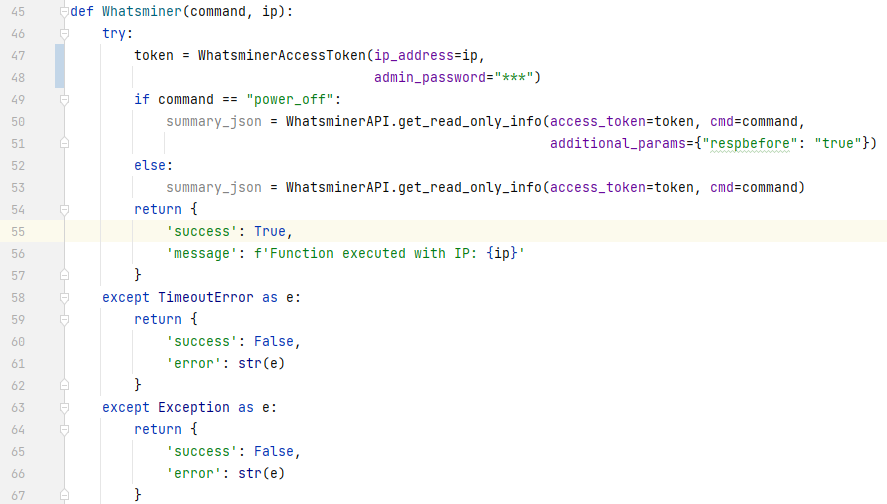 45 def Whatsminer(command, ip):
46     try:
47         token = WhatsminerAccessToken(ip_address=ip,
48                                       admin_password="***")
49         if command == "power_off":
50             summary_json = WhatsminerAPI.get_read_only_info(access_token=token, cmd=command,
51                                                             additional_params={"respbefore": "true"})
52         else:
53             summary_json = WhatsminerAPI.get_read_only_info(access_token=token, cmd=command)
54         return {
55             'success': True,
56             'message': f'Function executed with IP: {ip}'
57         }
58     except TimeoutError as e:
59         return {
60             'success': False,
61             'error': str(e)
62         }
63     except Exception as e:
64         return {
65             'success': False,
66             'error': str(e)
67         }